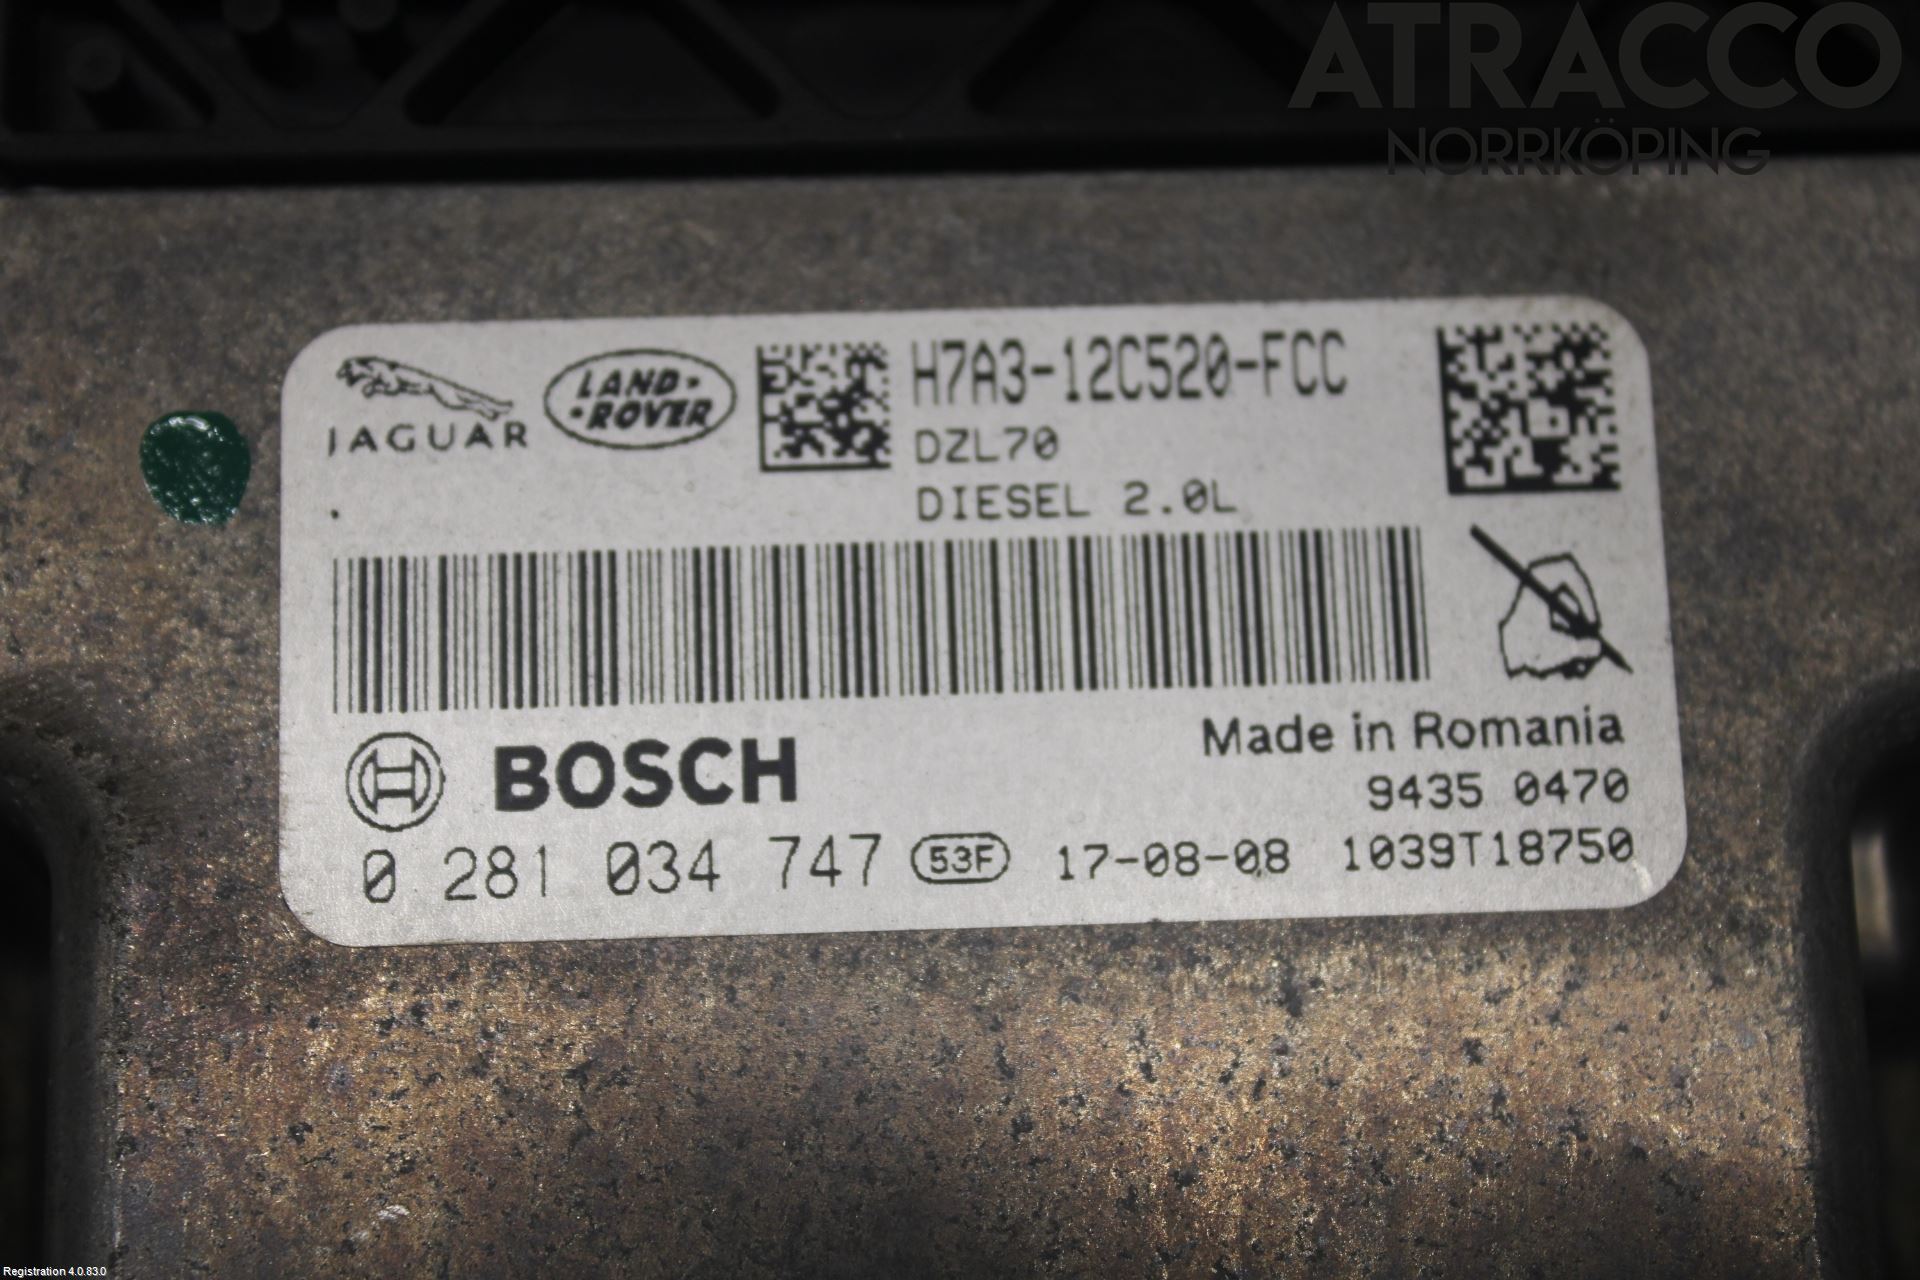 ATRACCO
NORRKÖPING
JAGUAR
LAND-
-ROVER
H7A3-12C520-FCC
DZL70
DIESEL 2.0L
Made in Romania
BOSCH
9435 0470
0 281 034 747 53F 17-08-08 1039T18750
Registration 4.0.83.0